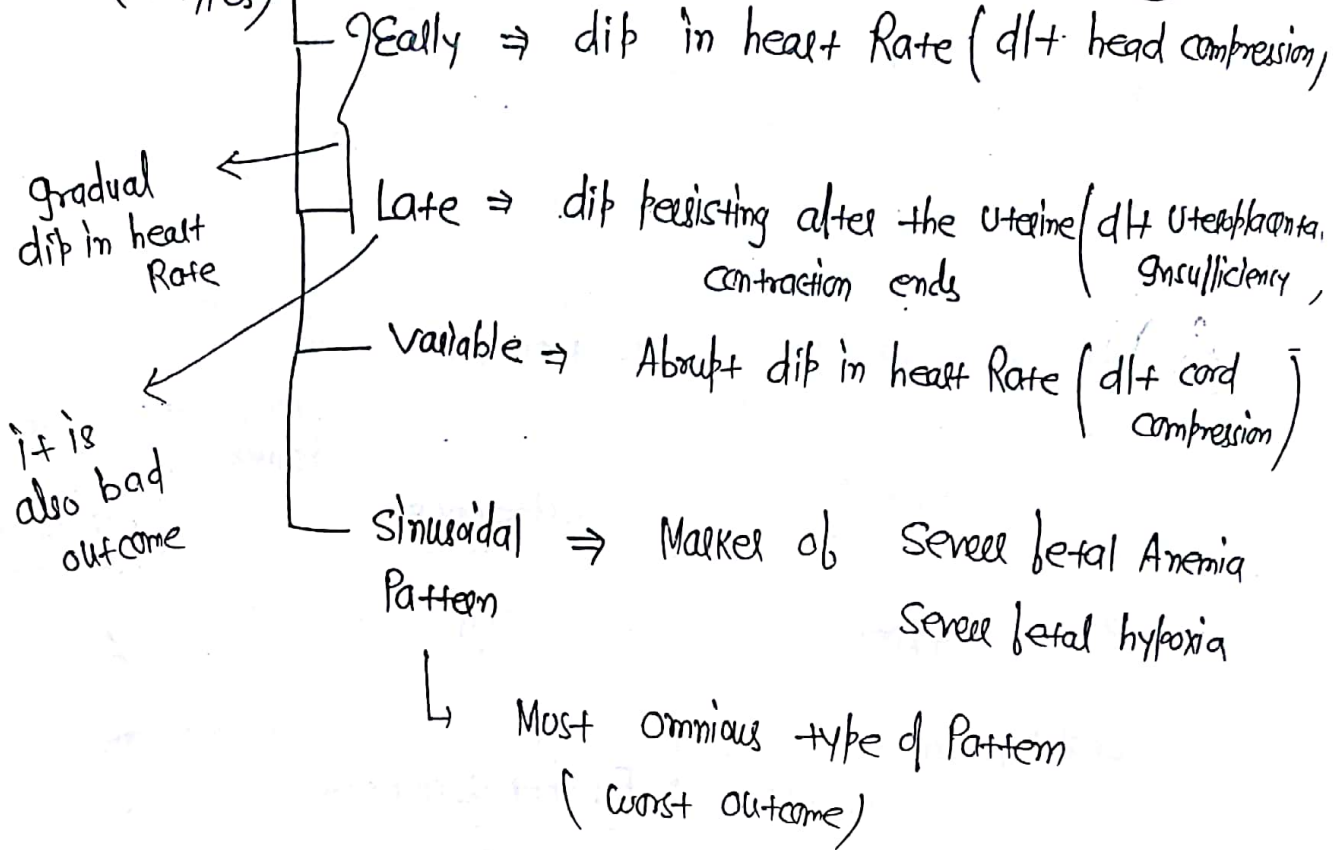 Early ⇒ dip in heart Rate (d/t head compression,
gradual
dip in heart
Rate
Late ⇒ dip persisting after the uterine (d/t Uteroplacenta.
contraction ends Insufficiency,
Variable ⇒ Abrupt dip in heart Rate (d/t cord
compression)
it is
also bad
outcome
Sinusoidal ⇒ Marker of Severe fetal Anemia
Pattern Severe fetal hypoxia
↳ Most omnious type of Pattern
(worst outcome)